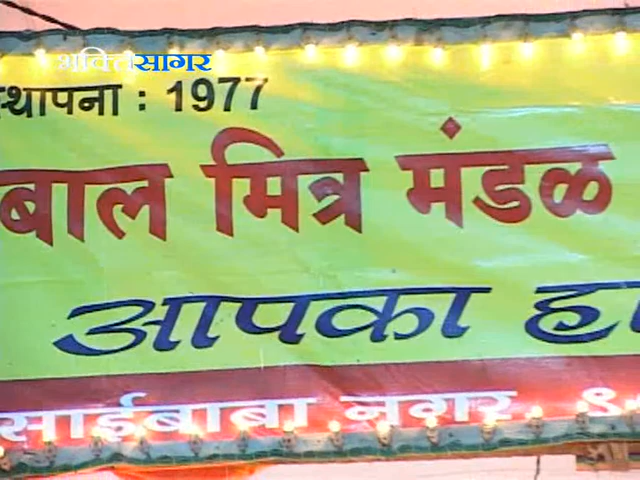 भक्तिसागर
स्थापना : 1977
बाल मित्र मंडळ
आपका
साईबाबा नगर,